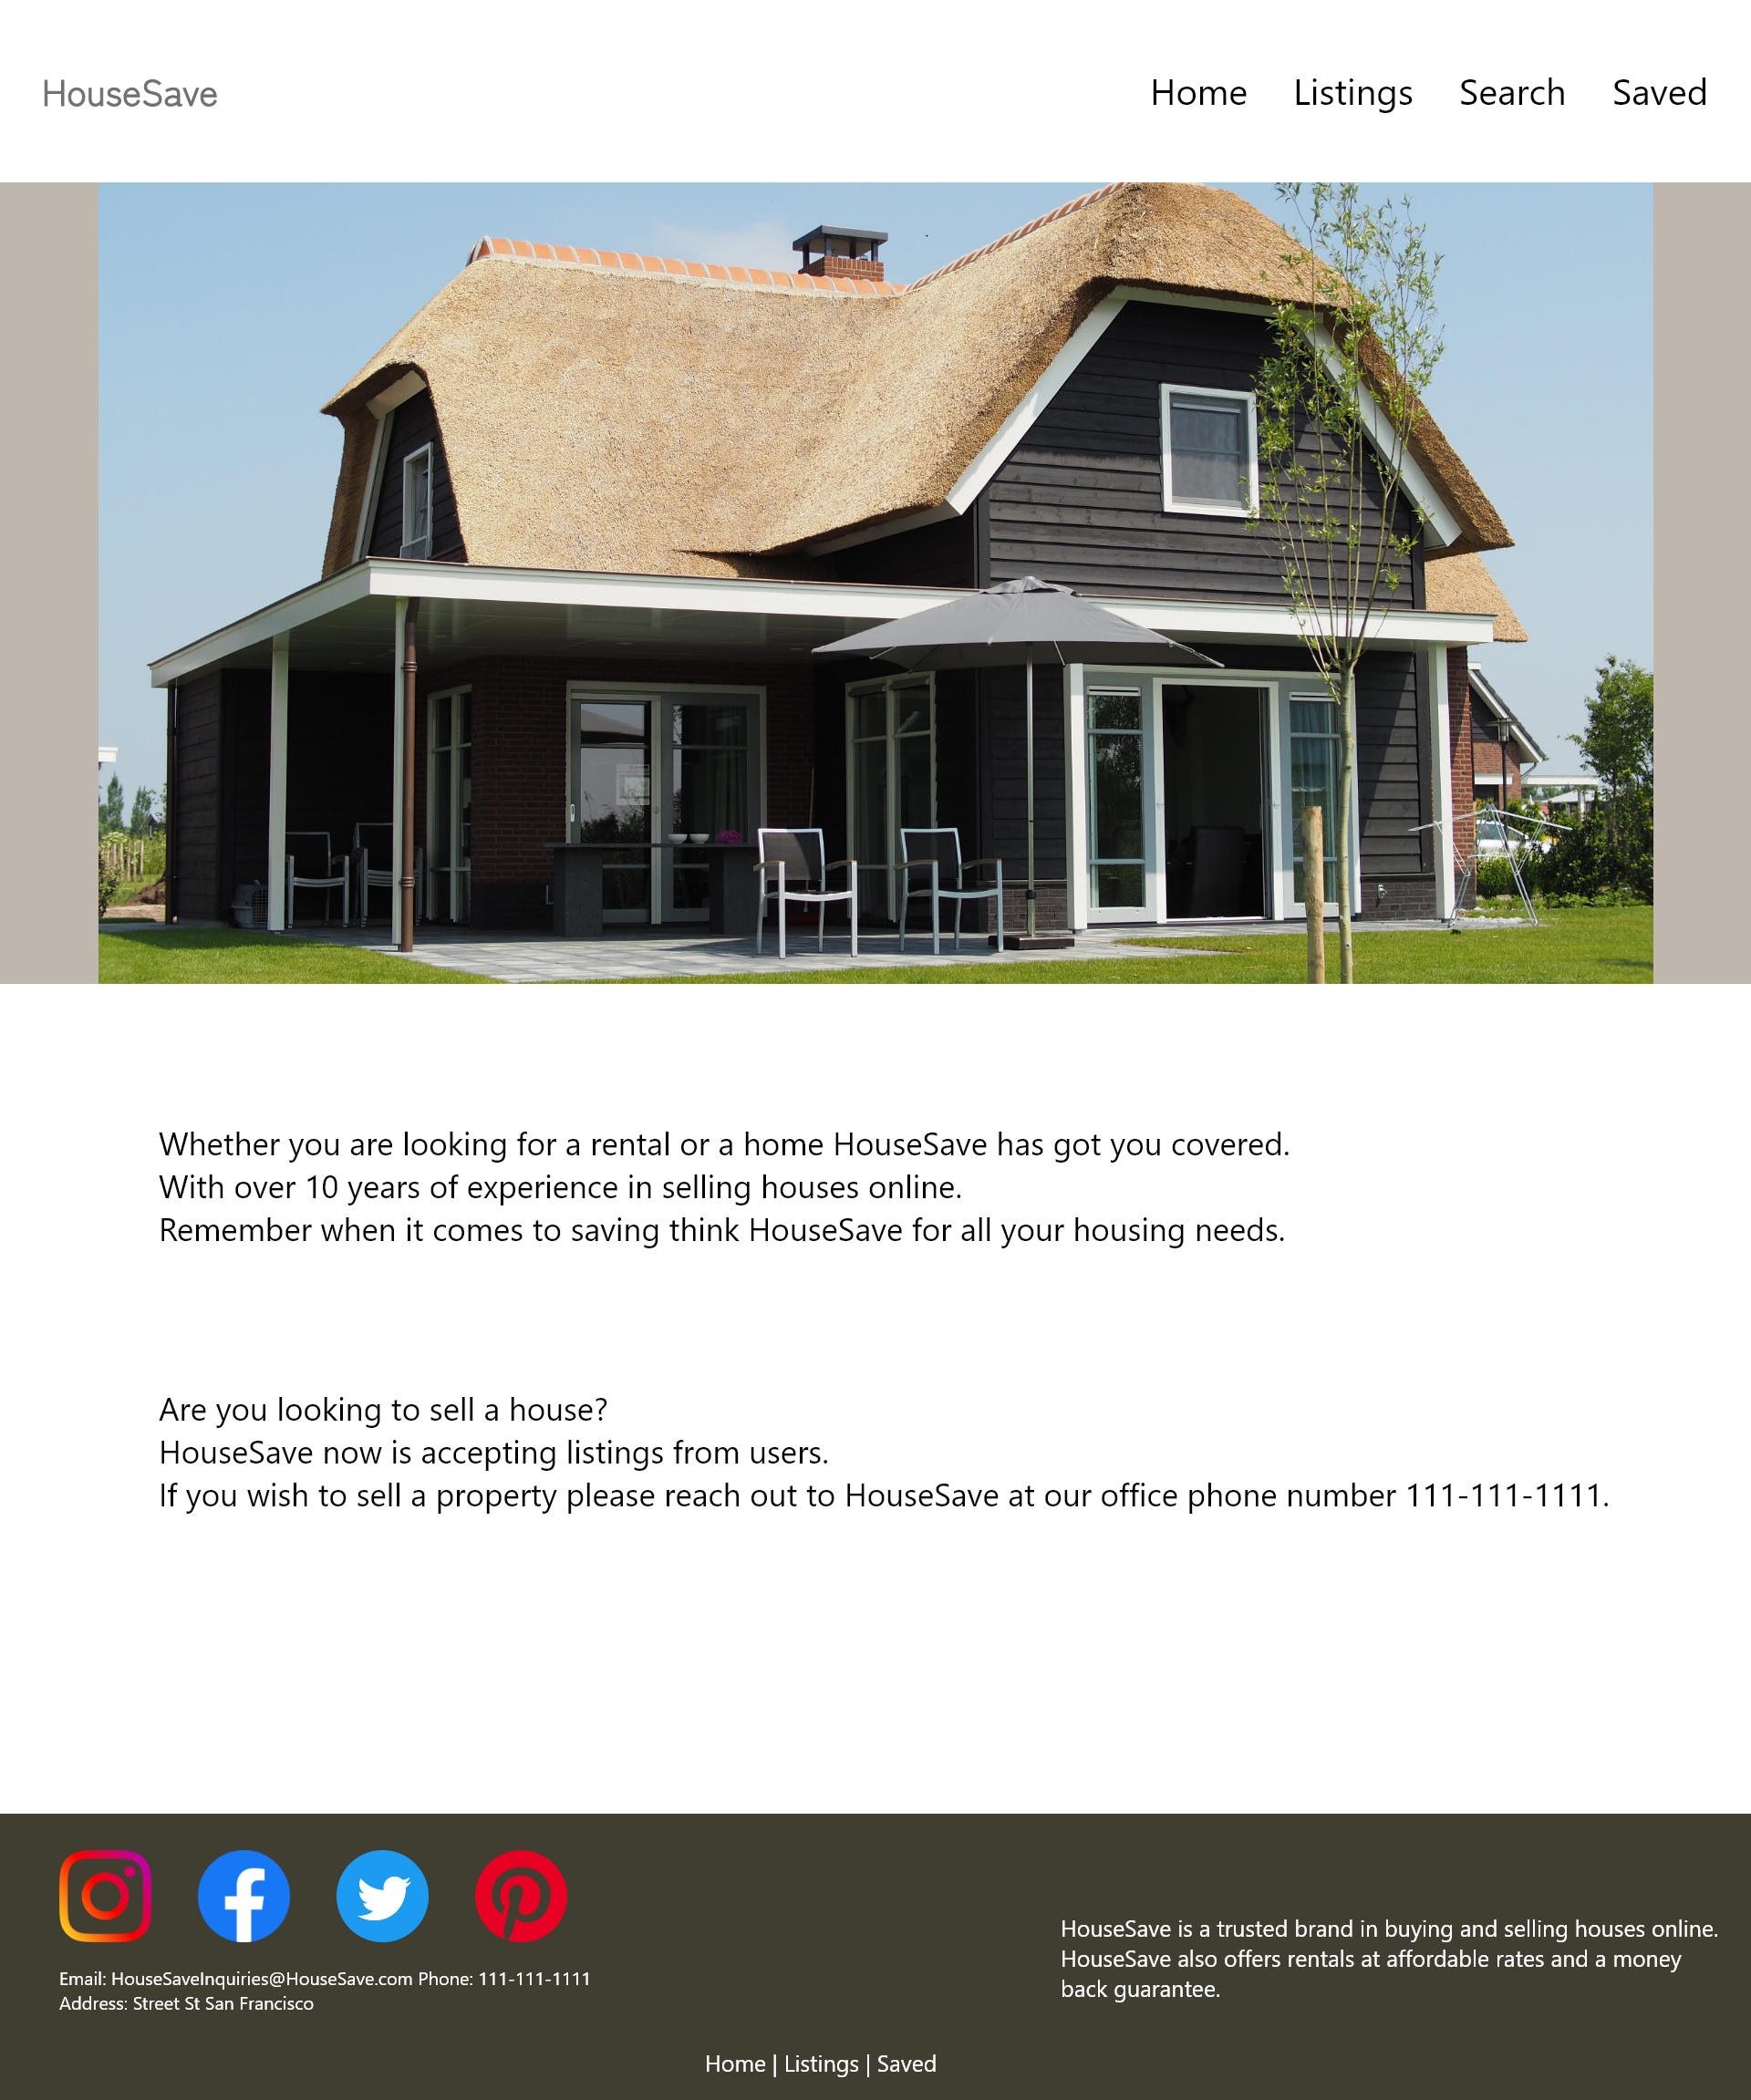 HouseSave
Home Listings Search Saved
Whether you are looking for a rental or a home HouseSave has got you covered.
With over 10 years of experience in selling houses online.
Remember when it comes to saving think HouseSave for all your housing needs.
Are you looking to sell a house?
HouseSave now is accepting listings from users.
If you wish to sell a property please reach out to HouseSave at our office phone number 111-111-1111.
Email: HouseSaveInquiries@HouseSave.com Phone: 111-111-1111
Address: Street St San Francisco
HouseSave is a trusted brand in buying and selling houses online.
HouseSave also offers rentals at affordable rates and a money
back guarantee.
Home | Listings | Saved